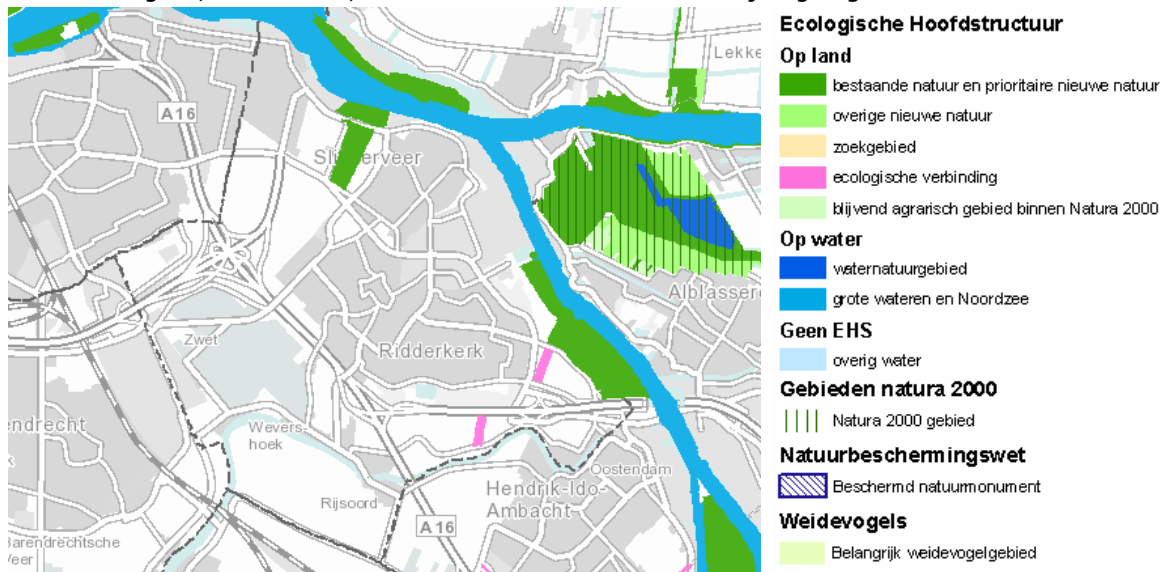 Lekke
A16
Slikkerveer
Alblassere
Zwet
Ridderkerk
endrecht
Wevers-
hoek
Oostendam
Rijsoord
Hendrik-Ido-
Ambacht
A16
Barendrechtsche
Veer
Ecologische Hoofdstructuur
Op land
bestaande natuur en prioritaire nieuwe natuur
overige nieuwe natuur
zoekgebied
ecologische verbinding
blijvend agrarisch gebied binnen Natura 2000
Op water
waternatuurgebied
grote wateren en Noordzee
Geen EHS
overig water
Gebieden natura 2000
Natura 2000 gebied
Natuurbeschermingswet
Beschermd natuurmonument
Weidevogels
Belangrijk weidevogelgebied